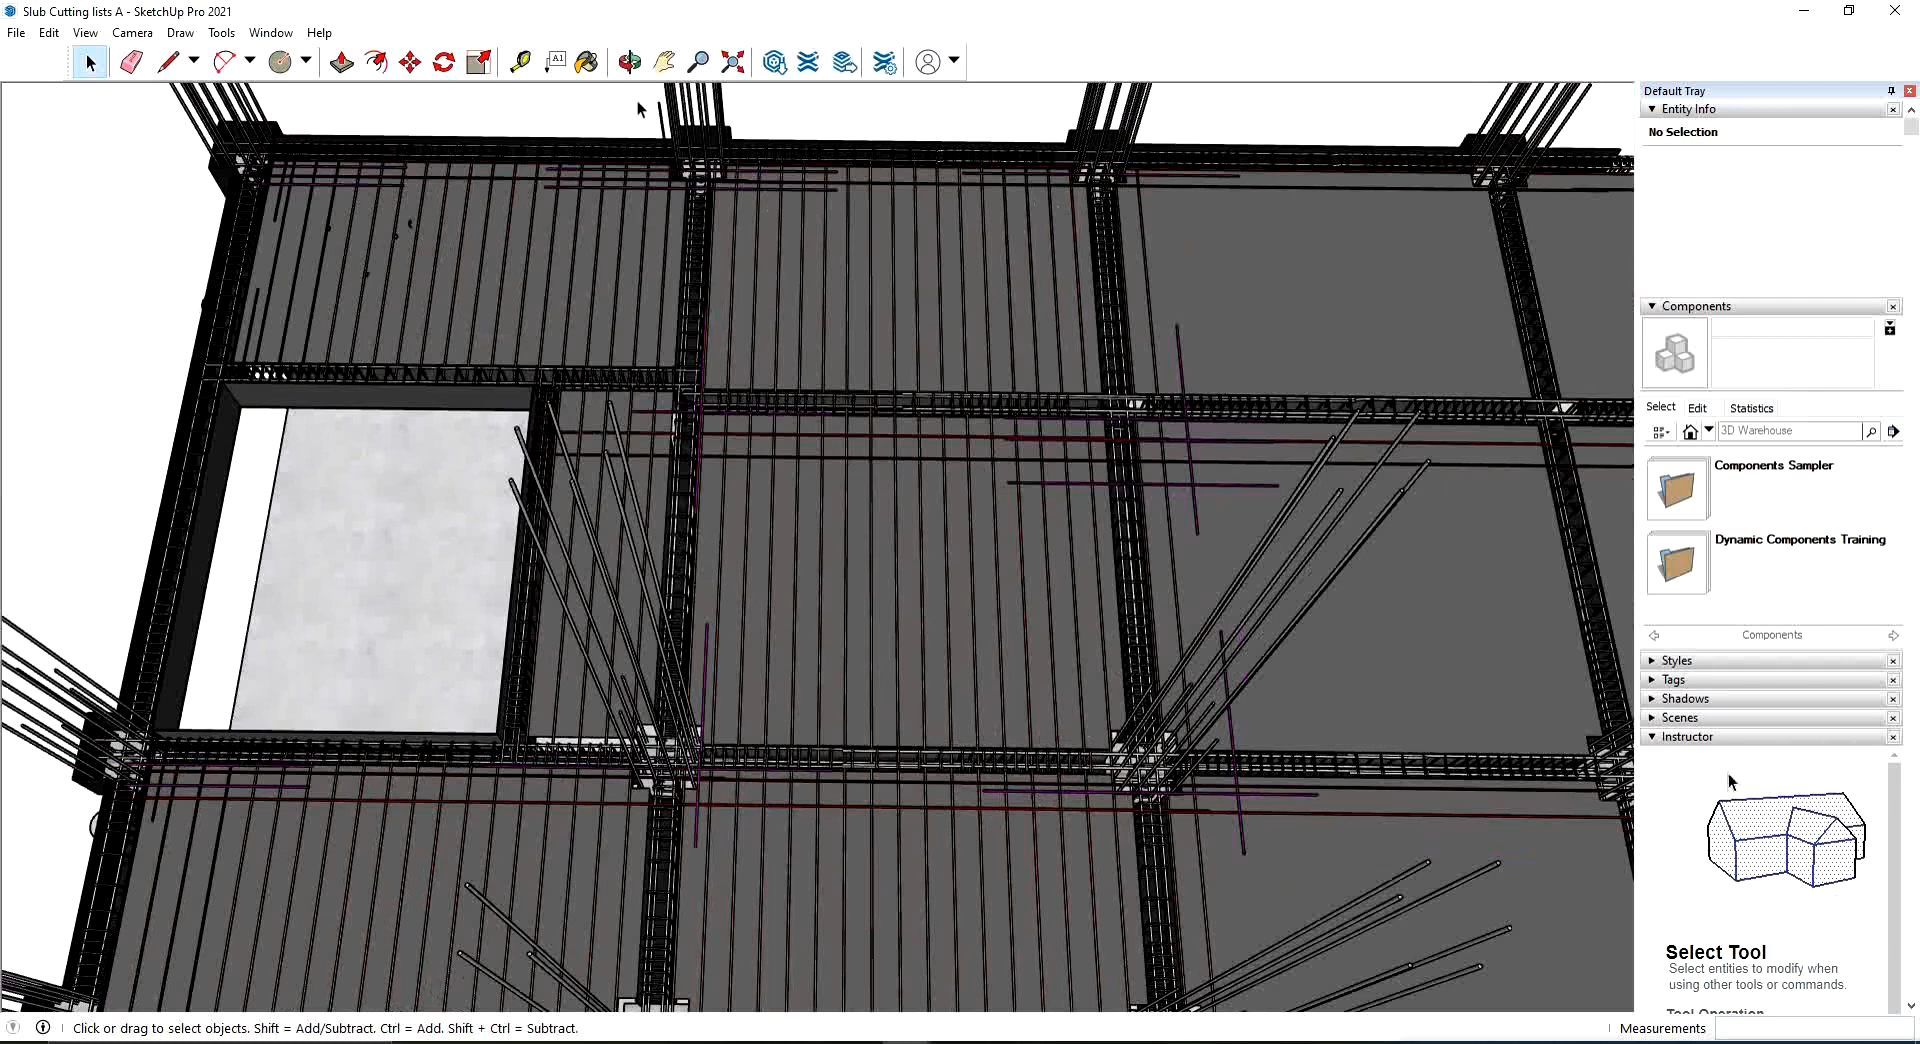 Slub Cutting lists A - SketchUp Pro 2021
File Edit View Camera Draw Tools Window Help
A1
Default Tray
Entity Info
No Selection
Components
Select Edit Statistics
3D Warehouse
Components Sampler
Dynamic Components Training
Components
Styles
Tags
Shadows
Scenes
Instructor
Select Tool
Select entities to modify when
using other tools or commands.
Tool Operation
Click or drag to select objects. Shift = Add/Subtract. Ctrl = Add. Shift + Ctrl = Subtract.
Measurements